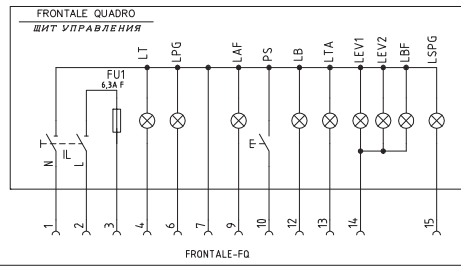 FRONTALE QUADRO
ЩИТ УПРАВЛЕНИЯ
LT
LPG
LAF
PS
LB
LTA
LEV1
LEV2
LBF
LSPG
FU1
6,3A F
IL
N
L
E
1
2
3
4
6
7
9
10
12
13
14
15
FRONTALE-FQ